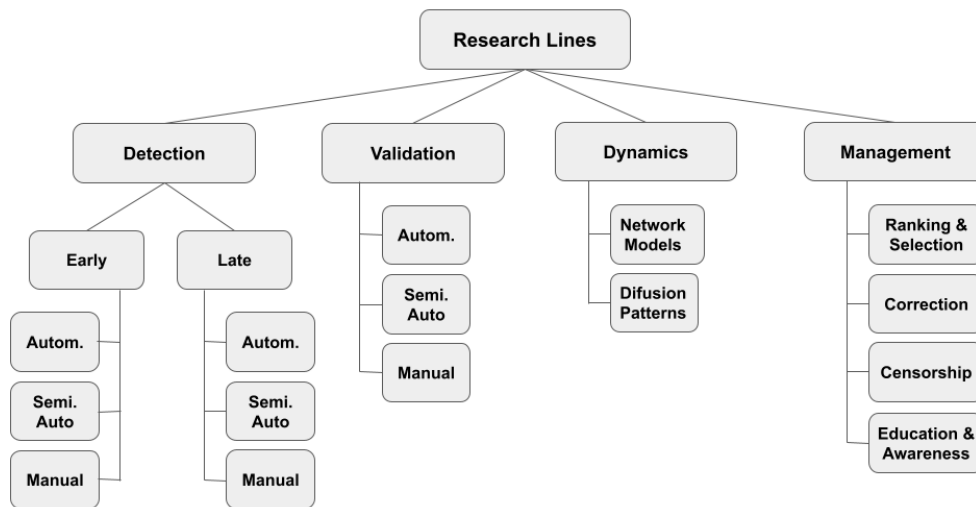 Research Lines
Detection
Validation
Dynamics
Management
Early
Late
Autom.
Semi.
Auto
Manual
Autom.
Semi.
Auto
Manual
Autom.
Semi.
Auto
Manual
Network
Models
Difusion
Patterns
Ranking &
Selection
Correction
Censorship
Education &
Awareness